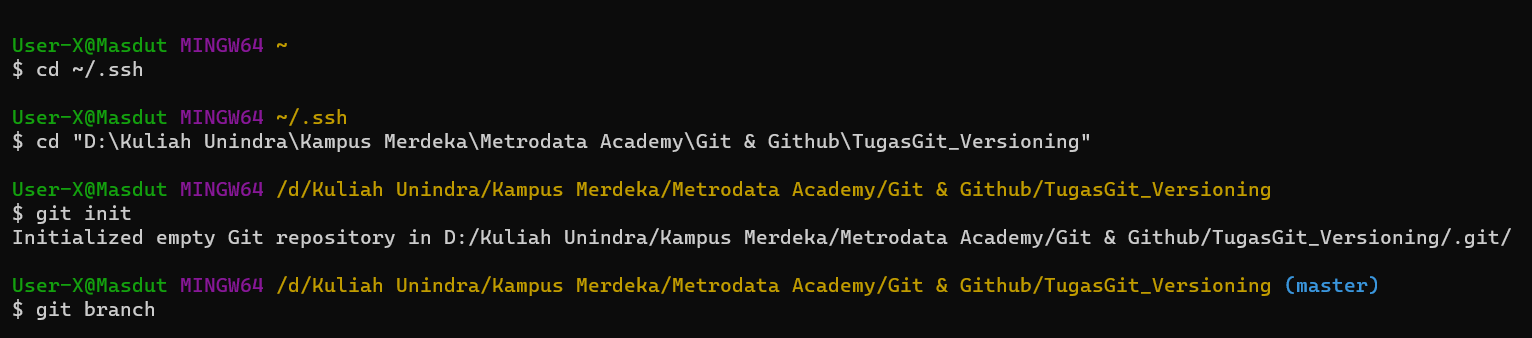 User-X@Masdut MINGW64 ~
$ cd ~/.ssh
User-X@Masdut MINGW64 ~/.ssh
$ cd "D:\Kuliah Unindra\Kampus Merdeka\Metrodata Academy\Git & Github\TugasGit_Versioning"
User-X@Masdut MINGW64 /d/Kuliah Unindra/Kampus Merdeka/Metrodata Academy/Git & Github/TugasGit_Versioning
$ git init
Initialized empty Git repository in D:/Kuliah Unindra/Kampus Merdeka/Metrodata Academy/Git & Github/TugasGit_Versioning/.git/
User-X@Masdut MINGW64 /d/Kuliah Unindra/Kampus Merdeka/Metrodata Academy/Git & Github/TugasGit_Versioning (master)
$ git branch